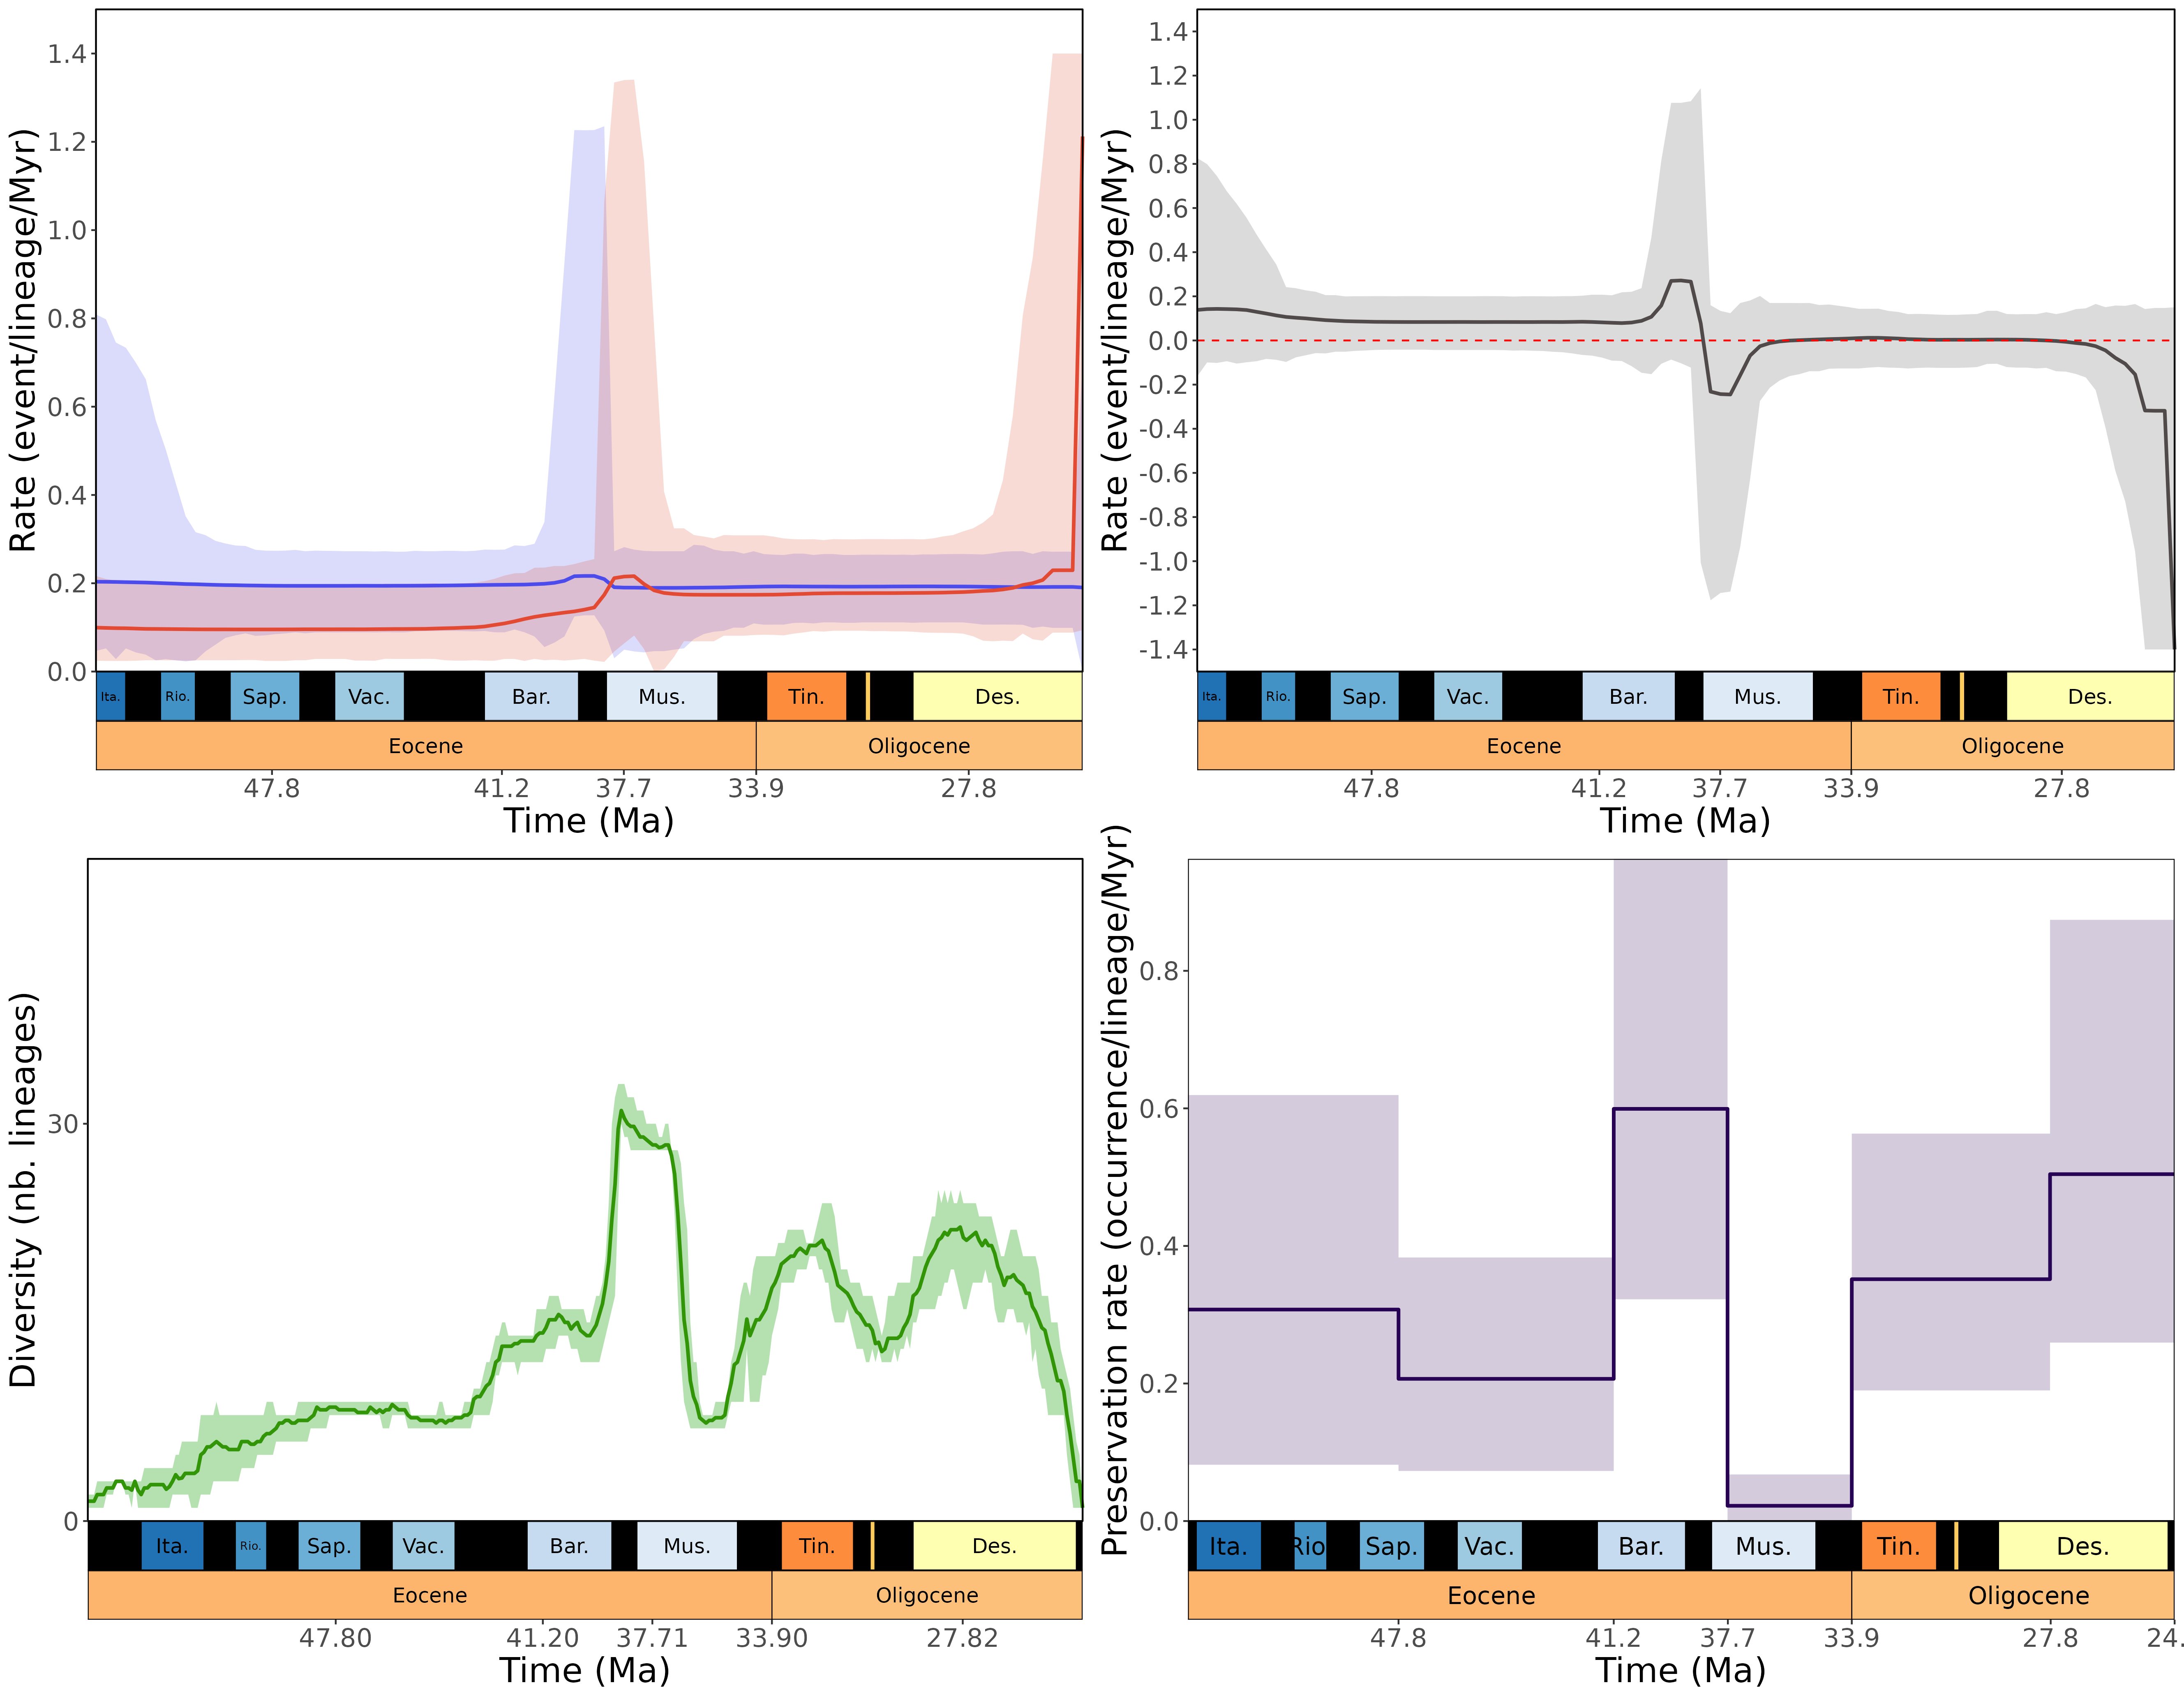 Rate (event/lineage/Myr)
1.4
1.2
1.0
0.8
0.6
0.4
0.2
0.0
Ita. Rio. Sap. Vac. Bar. Mus. Tin. Des.
Eocene Oligocene
47.8 41.2 37.7 33.9 27.8
Time (Ma)
Rate (event/lineage/Myr)
1.4
1.2
1.0
0.8
0.6
0.4
0.2
0.0
-0.2
-0.4
-0.6
-0.8
-1.0
-1.2
-1.4
Ita. Rio. Sap. Vac. Bar. Mus. Tin. Des.
Eocene Oligocene
47.8 41.2 37.7 33.9 27.8
Time (Ma)
Diversity (nb. lineages)
30
0
Ita. Rio. Sap. Vac. Bar. Mus. Tin. Des.
Eocene Oligocene
47.80 41.20 37.71 33.90 27.82
Time (Ma)
Preservation rate (occurrence/lineage/Myr)
0.8
0.6
0.4
0.2
0.0
Ita. Rio Sap. Vac. Bar. Mus. Tin. Des.
Eocene Oligocene
47.8 41.2 37.7 33.9 27.8 24.
Time (Ma)